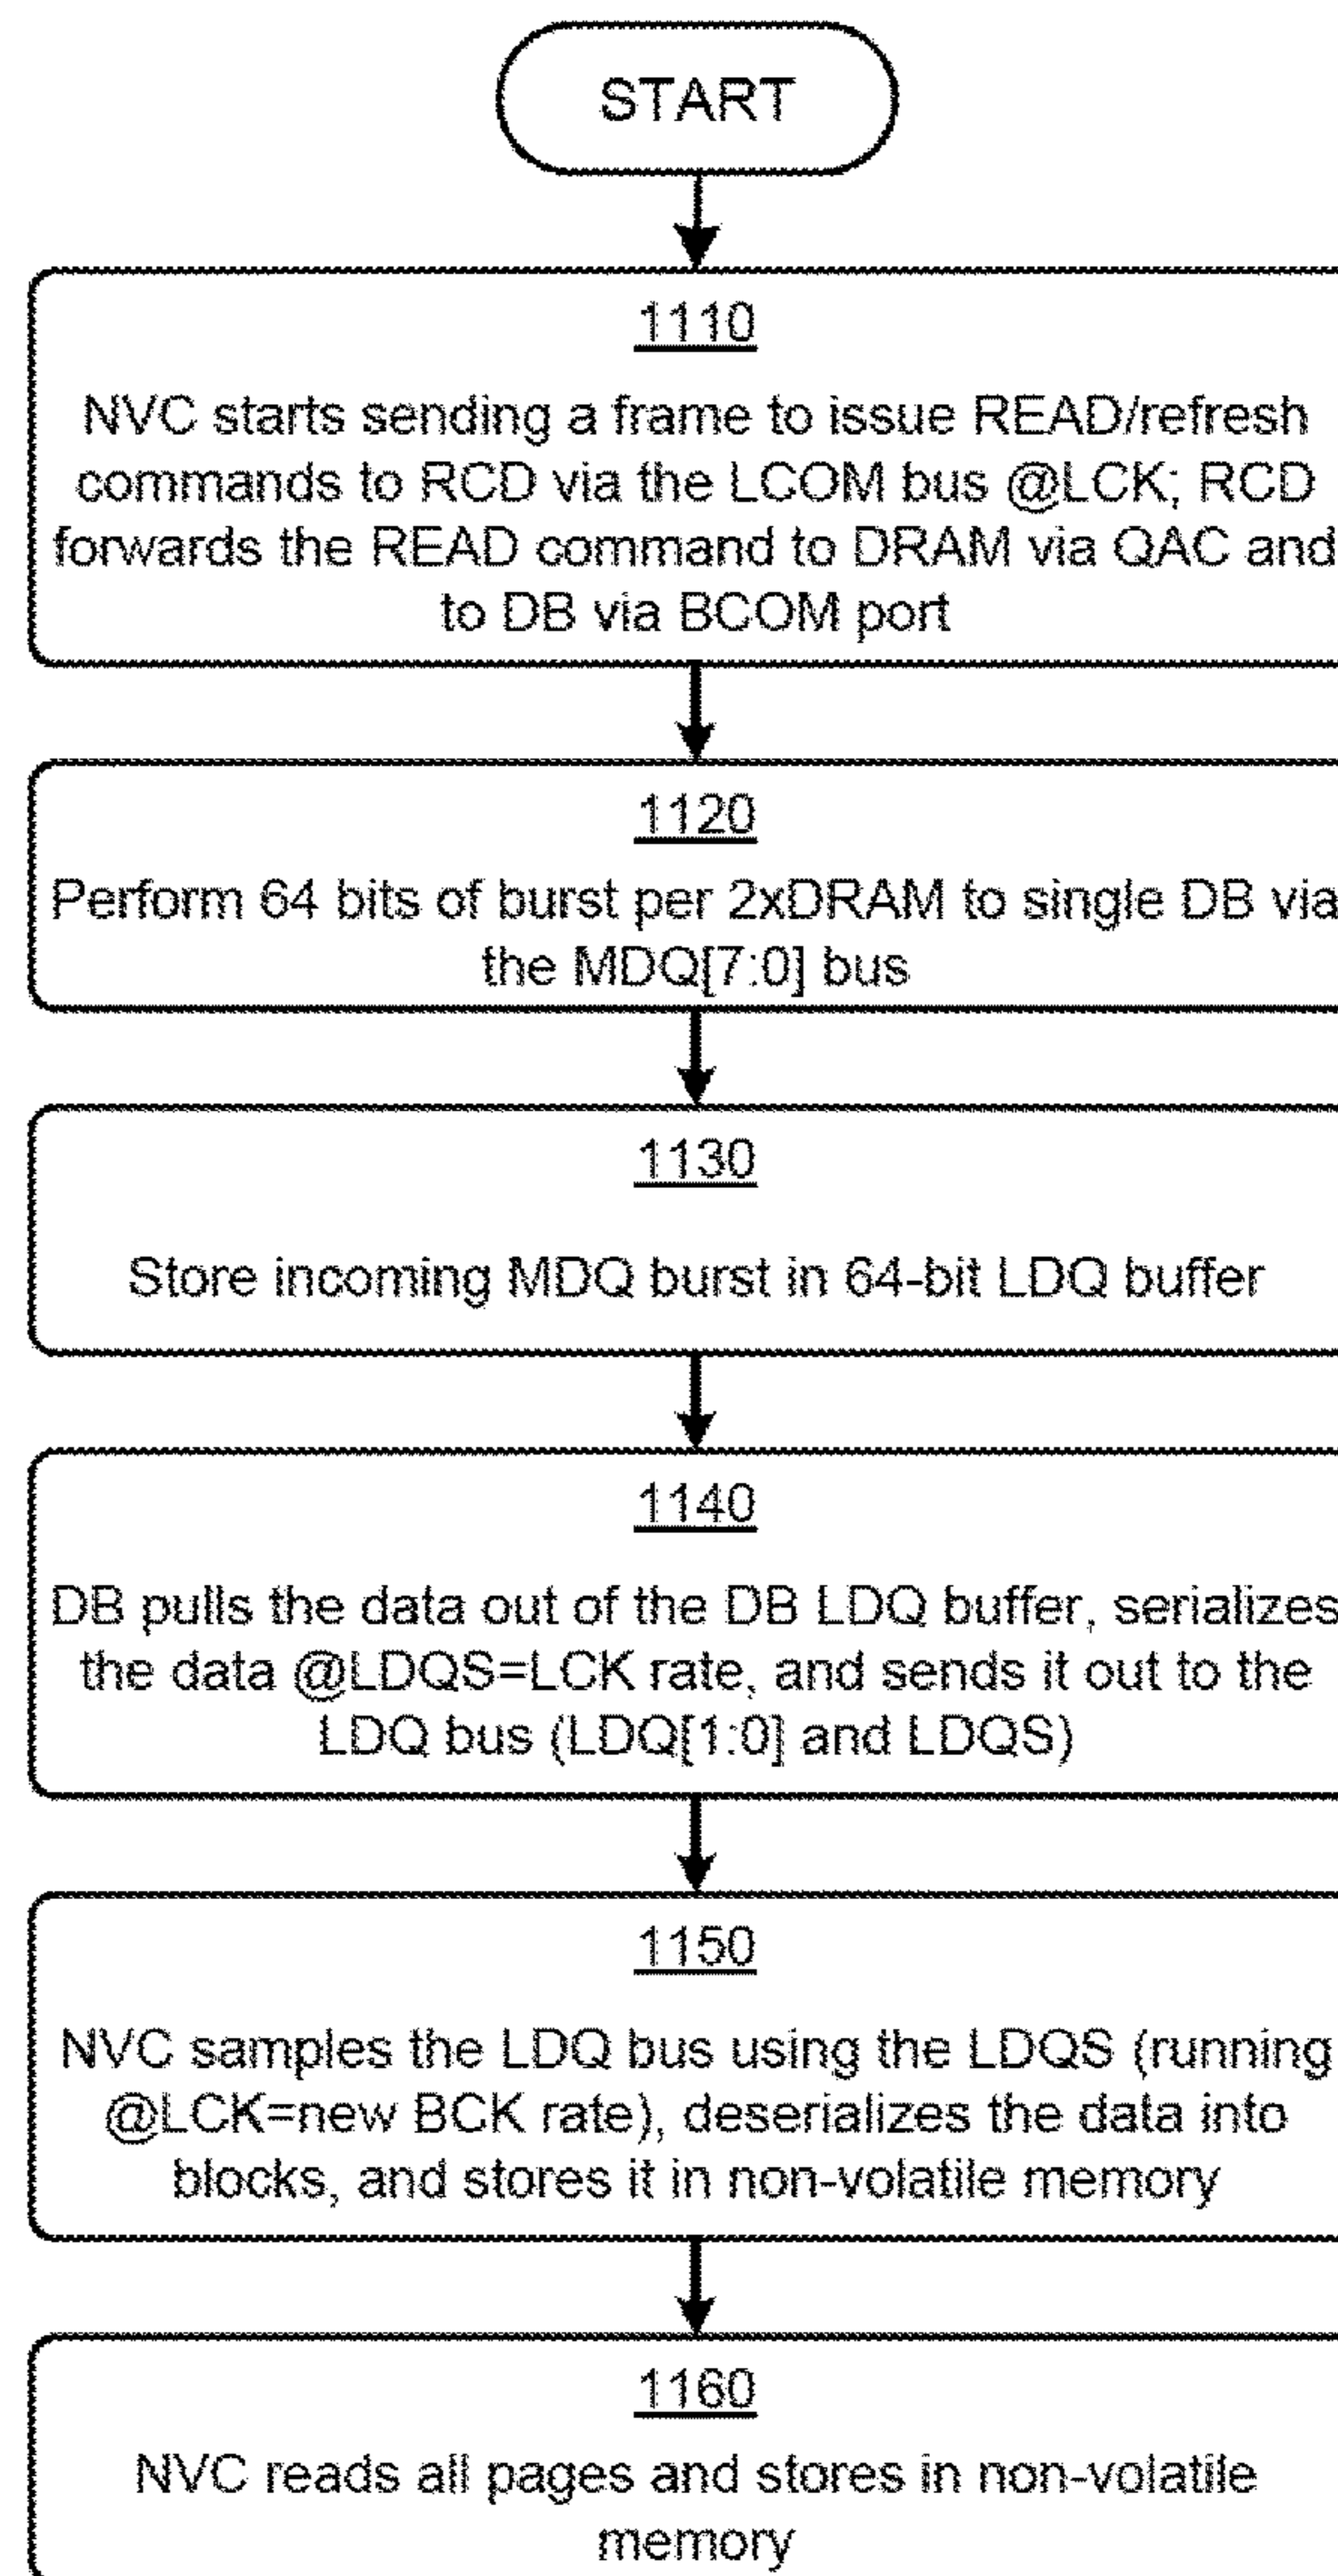 START
1110
NVC starts sending a frame to issue READ/refresh
commands to RCD via the LCOM bus @LCK; RCD
forwards the READ command to DRAM via QAC and
to DB via BCOM port
1120
Perform 64 bits of burst per 2xDRAM to single DB via
the MDQ[7:0] bus
1130
Store incoming MDQ burst in 64-bit LDQ buffer
1140
DB pulls the data out of the DB LDQ buffer, serializes
the data @LDQS=LCK rate, and sends it out to the
LDQ bus (LDQ[1:0] and LDQS)
1150
NVC samples the LDQ bus using the LDQS (running
@LCK=new BCK rate), deserializes the data into
blocks, and stores it in non-volatile memory
1160
NVC reads all pages and stores in non-volatile
memory